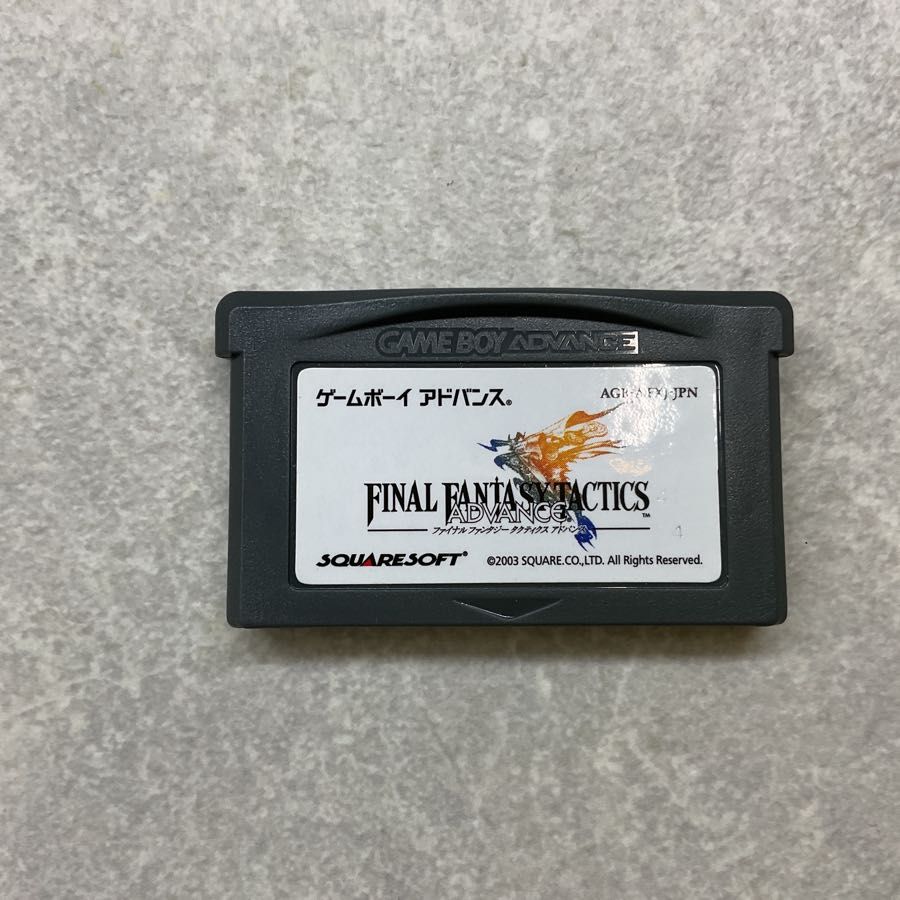 GAME BOY ADVANCE
ゲームボーイ アドバンス®
AGB-AFXJ-JPN
FINAL FANTASY TACTICS™
ADVANCE®
ファイナル ファンタジー タクティクス アドバンス
SQUARESOFT®
©2003 SQUARE.CO.,LTD. All Rights Reserved.
4